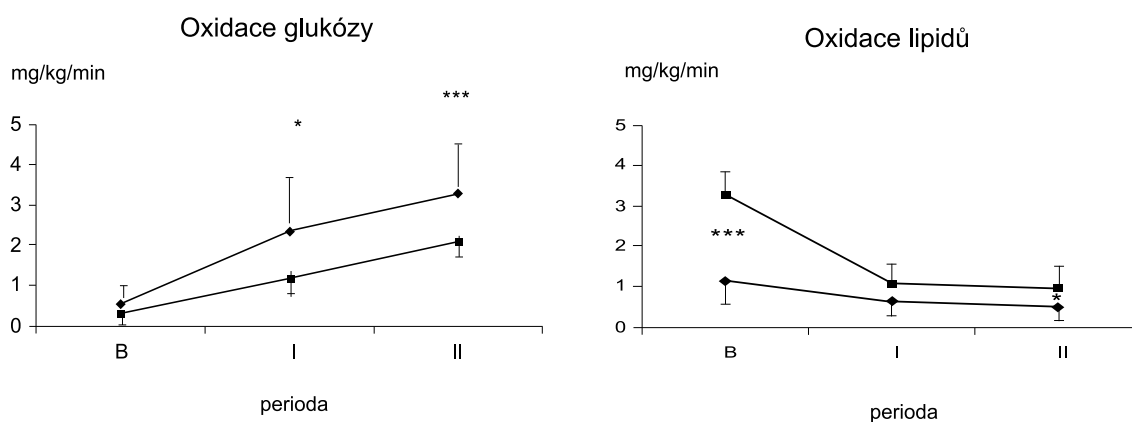 Oxidace glukózy
mg/kg/min
***
*
5
4
3
2
1
0
B I II
perioda
Oxidace lipidů
mg/kg/min
5
4
3
2
1
0
***
*
B I II
perioda